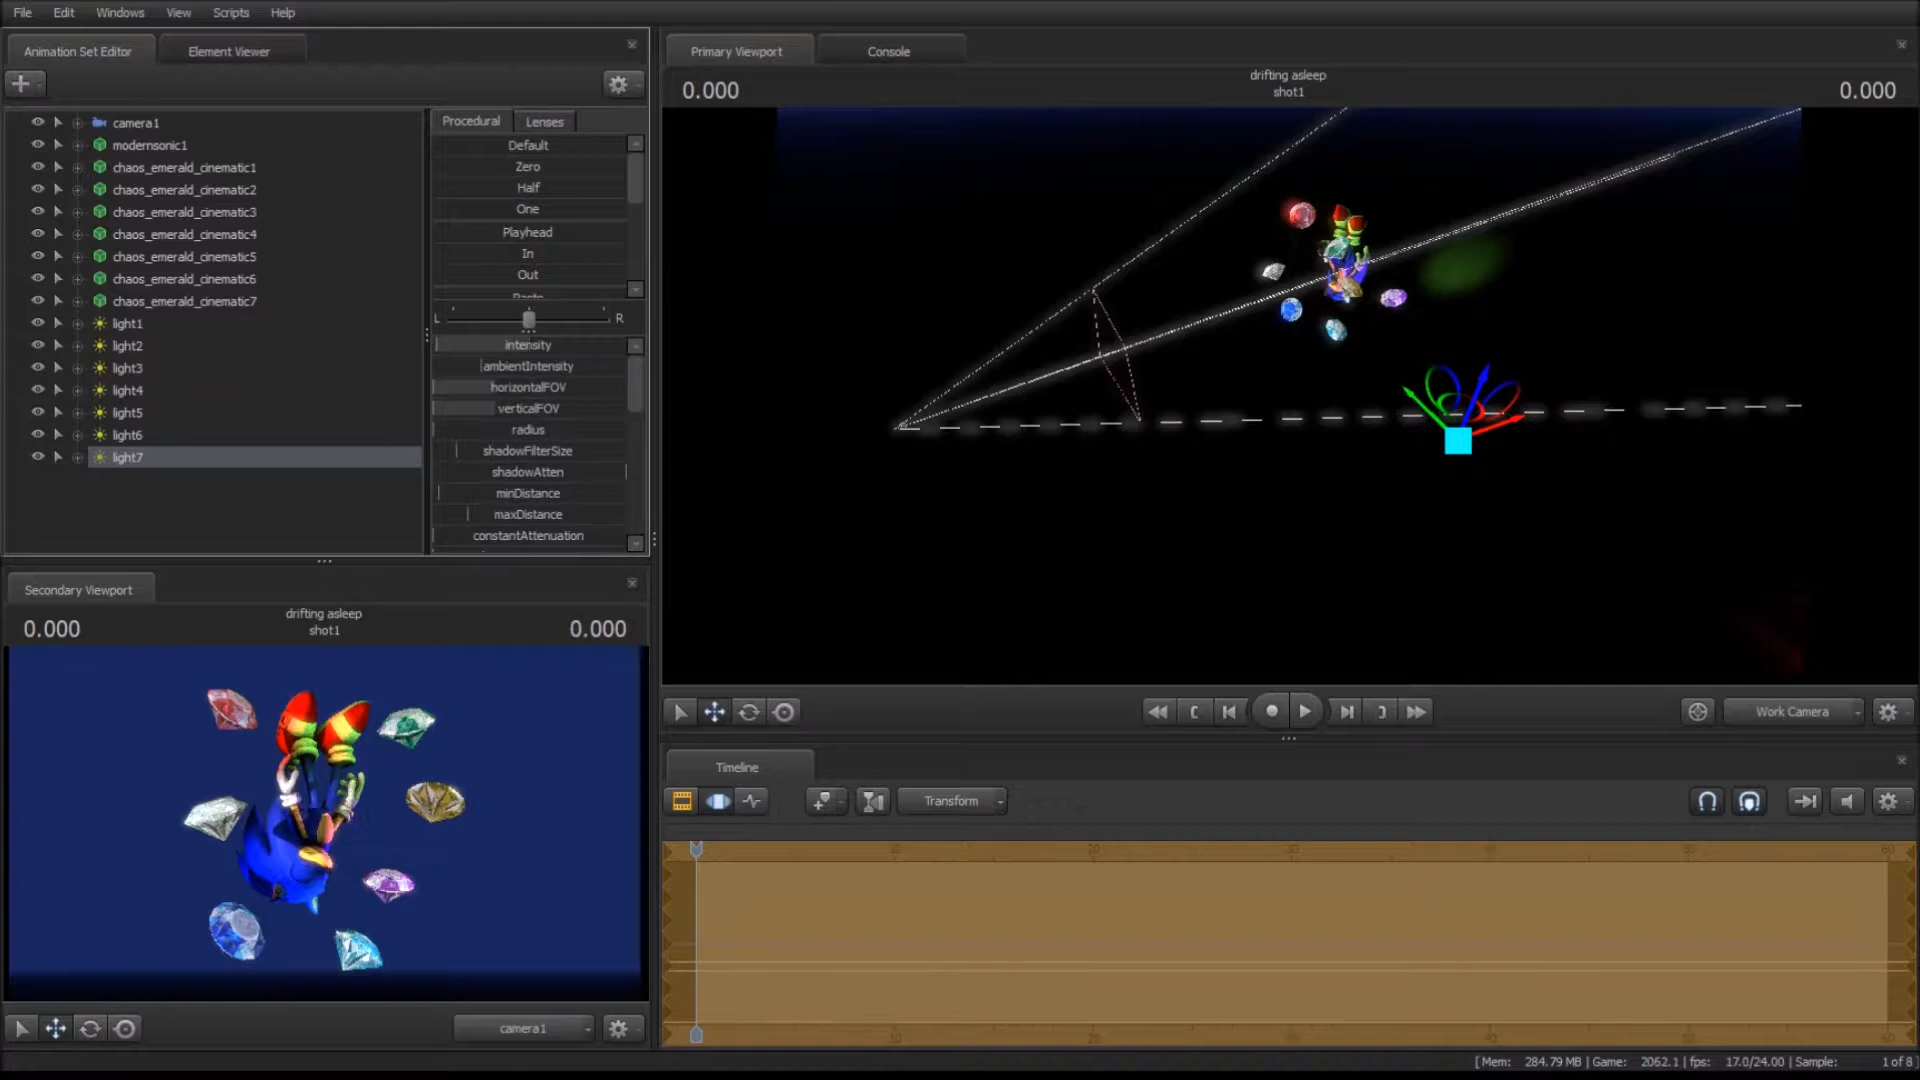 File Edit Windows View Scripts Help
Animation Set Editor Element Viewer
camera1
modernsonic1
chaos_emerald_cinematic1
chaos_emerald_cinematic2
chaos_emerald_cinematic3
chaos_emerald_cinematic4
chaos_emerald_cinematic5
chaos_emerald_cinematic6
chaos_emerald_cinematic7
light1
light2
light3
light4
light5
light6
light7
Procedural Lenses
Default
Zero
Half
One
Playhead
In
Out
L R
intensity
ambientIntensity
horizontalFOV
verticalFOV
radius
shadowFilterSize
shadowAtten
minDistance
maxDistance
constantAttenuation
Primary Viewport Console
drifting asleep
0.000 shot1 0.000
Work Camera
Secondary Viewport
drifting asleep
0.000 shot1 0.000
camera1
Timeline
Transform
[ Mem: 284.79 MB | Game: 2062.1 | fps: 17.0/24.00 | Sample: 1 of 8 ]